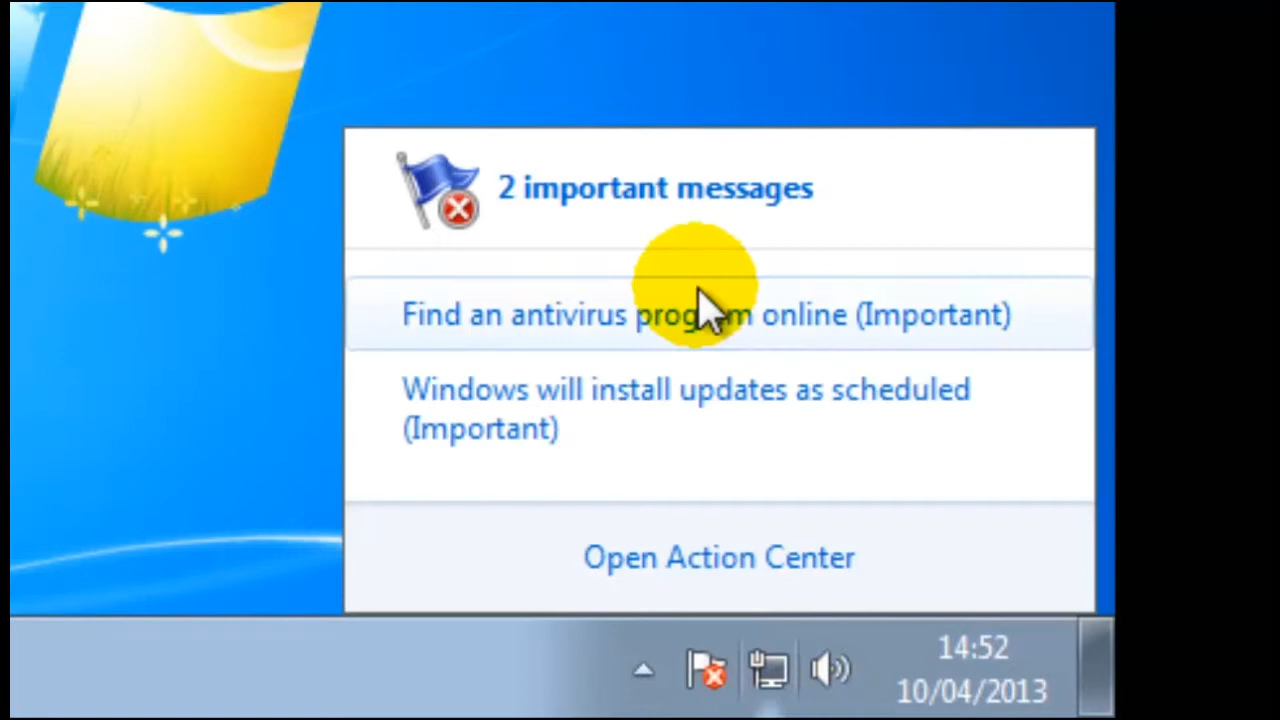 2 important messages
Find an antivirus program online (Important)
Windows will install updates as scheduled
(Important)
Open Action Center
14:52
10/04/2013